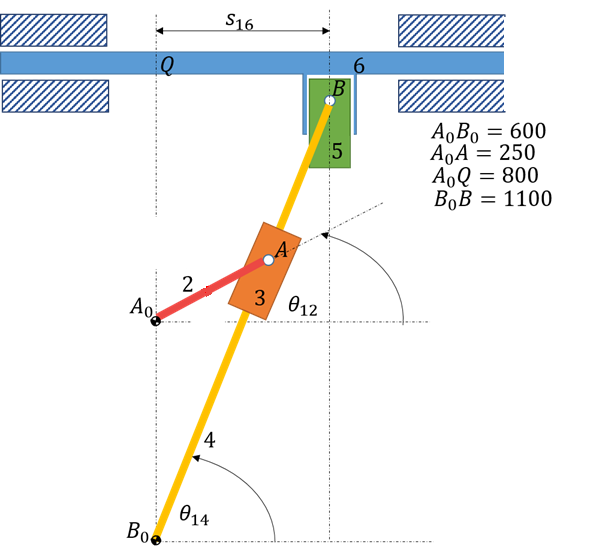 s₁₆
Q
6
B
5
A₀B₀ = 600
A₀A = 250
A₀Q = 800
B₀B = 1100
A
2
3
A₀
θ₁₂
4
θ₁₄
B₀